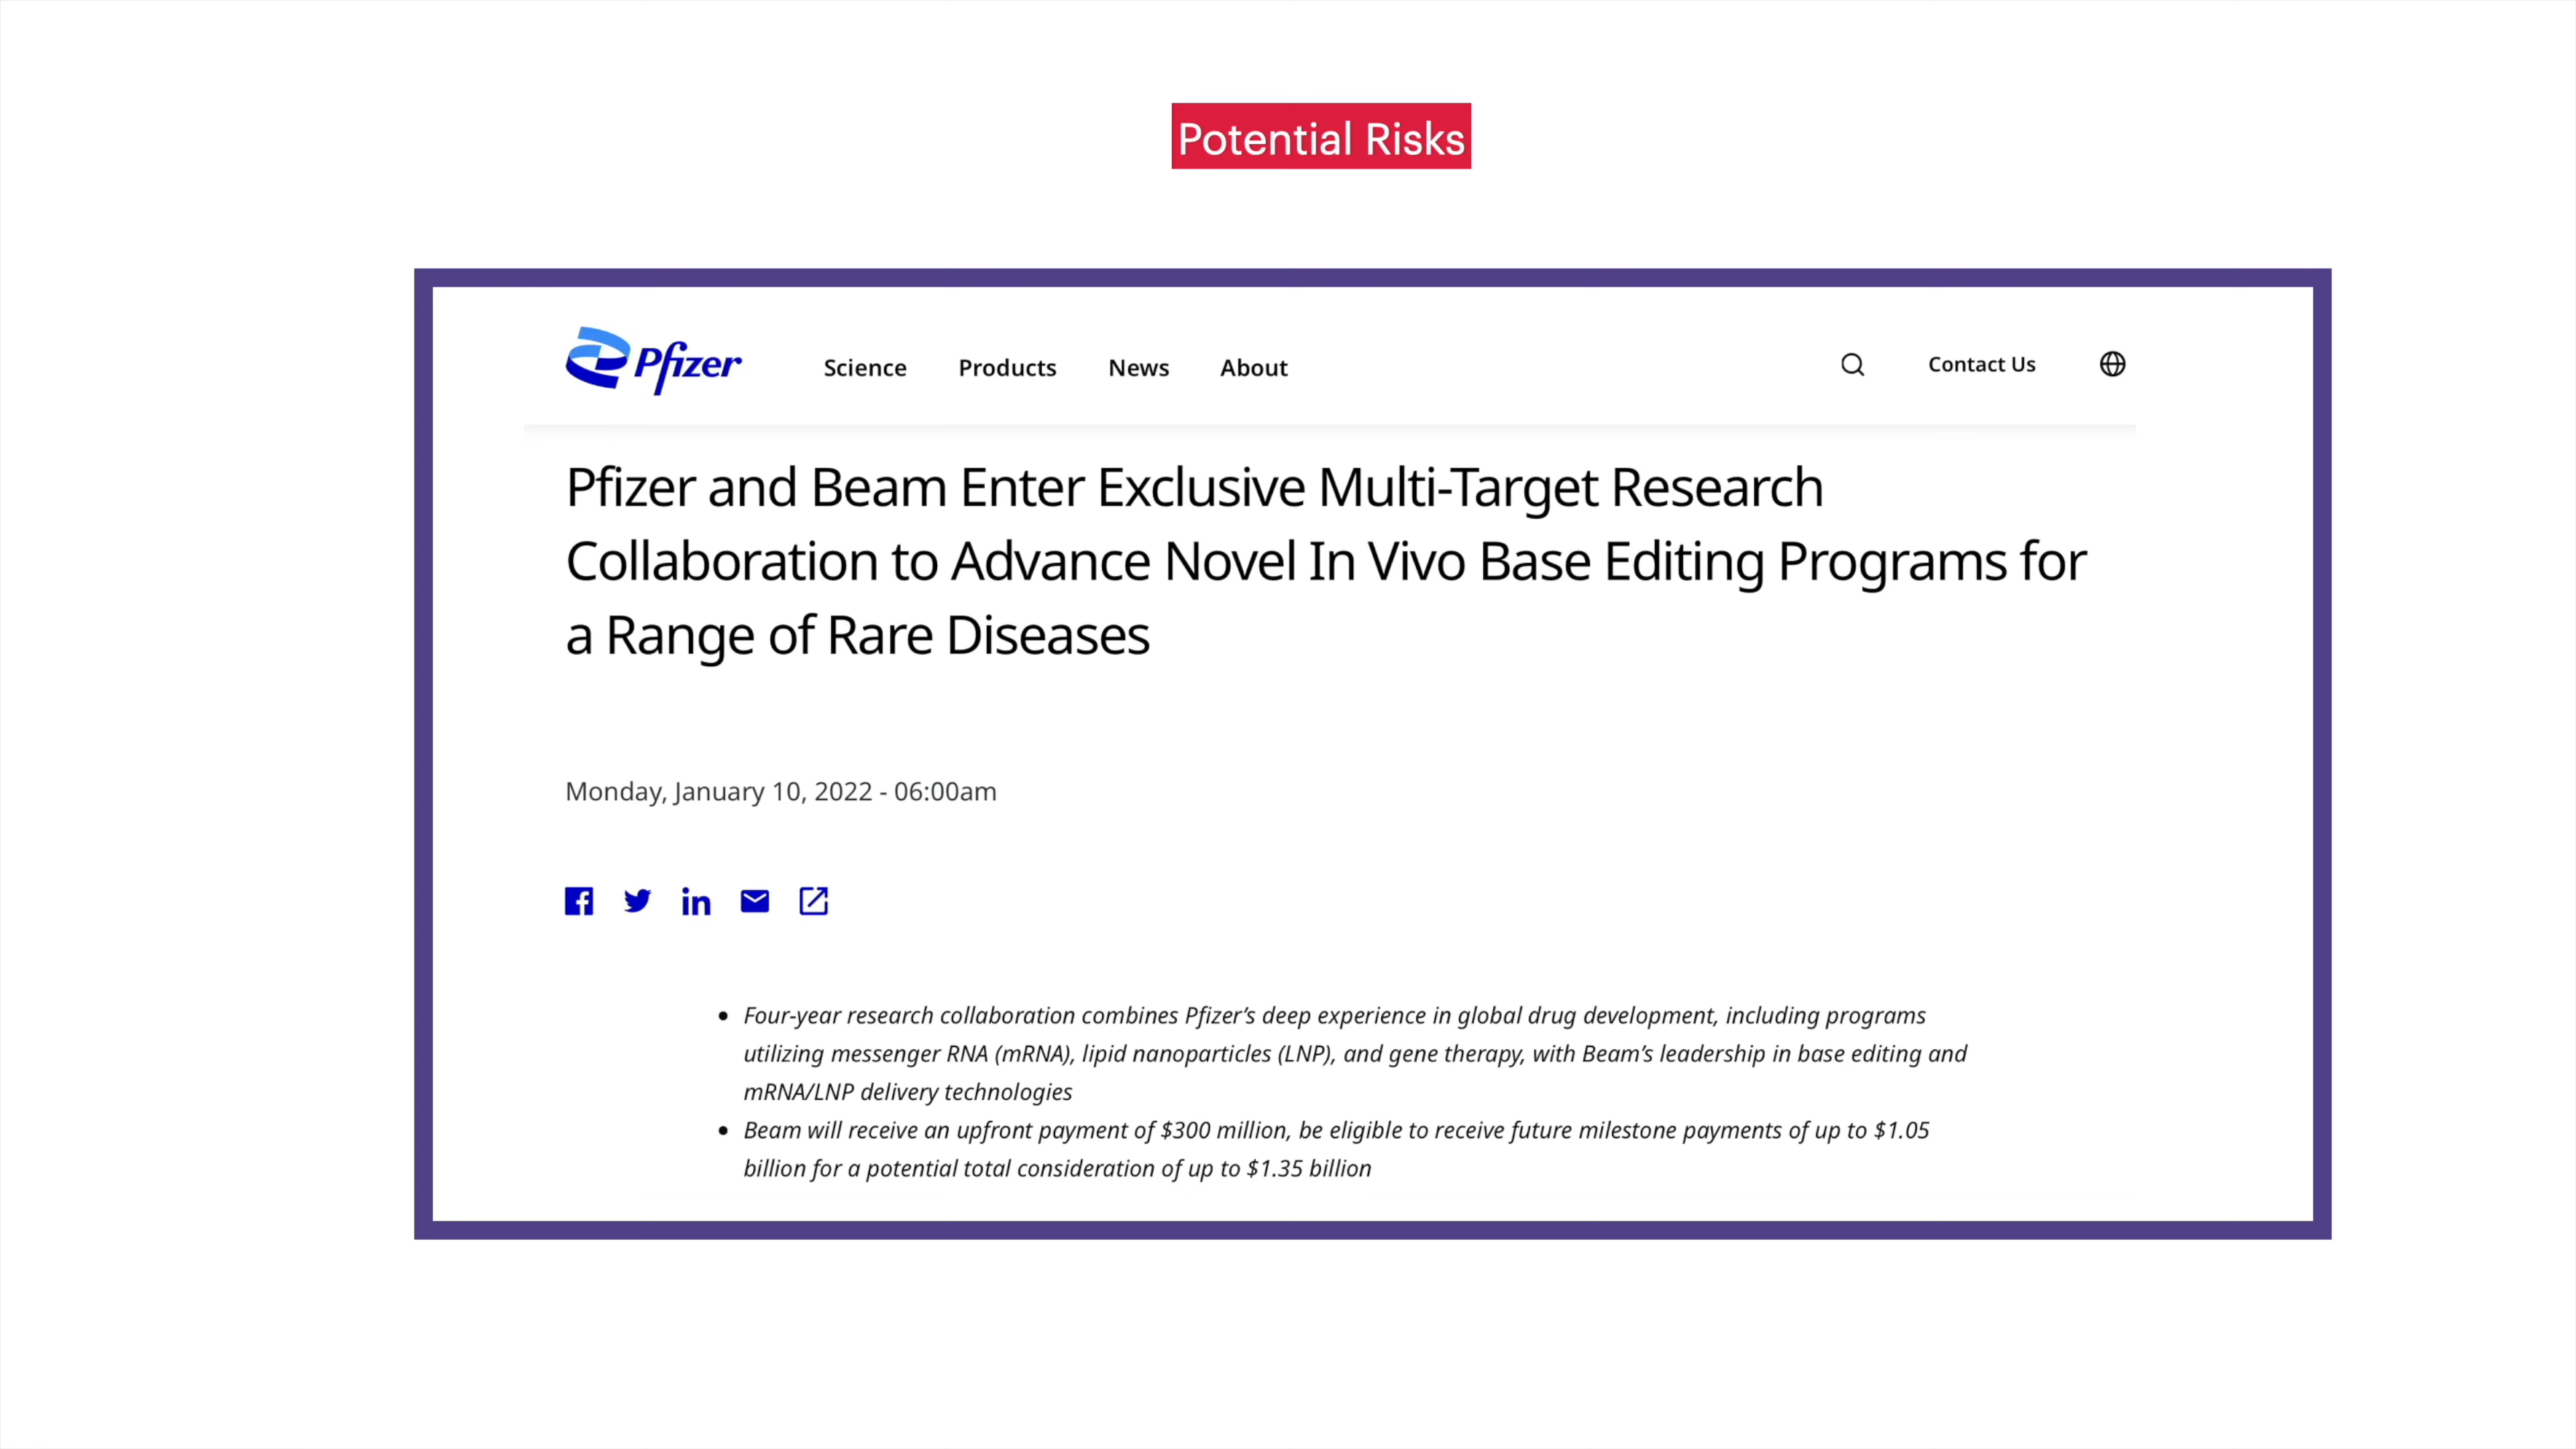 Potential Risks
Pfizer
Science Products News About
Contact Us
Pfizer and Beam Enter Exclusive Multi-Target Research
Collaboration to Advance Novel In Vivo Base Editing Programs for
a Range of Rare Diseases
Monday, January 10, 2022 - 06:00am
• Four-year research collaboration combines Pfizer’s deep experience in global drug development, including programs
utilizing messenger RNA (mRNA), lipid nanoparticles (LNP), and gene therapy, with Beam’s leadership in base editing and
mRNA/LNP delivery technologies
• Beam will receive an upfront payment of $300 million, be eligible to receive future milestone payments of up to $1.05
billion for a potential total consideration of up to $1.35 billion